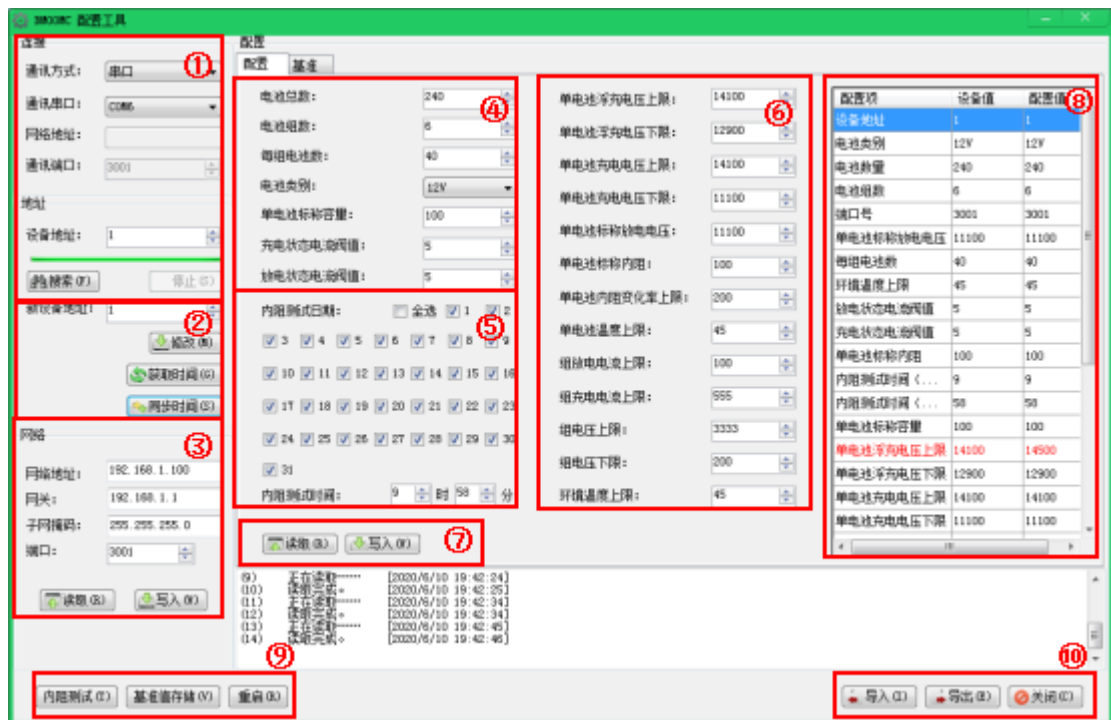 配置工具
连接
①
通讯方式： 串口
通讯串口： COM6
网络地址：
通讯端口： 3001
地址
设备地址： 1
搜索(F) 停止(S)
新设备地址： 1
②
修改(M)
获取时间(G)
同步时间(S)
③
网络
网络地址： 192.168.1.100
网关： 192.168.1.1
子网掩码： 255.255.255.0
端口： 3001
读取(R) 写入(W)
配置
配置 基准
④
电池总数： 240
电池组数： 6
每组电池数： 40
电池类别： 12V
单电池标称容量： 100
充电状态电流阀值： 5
放电状态电流阀值： 5
⑤
内阻测试日期： 全选 1 2
3 4 5 6 7 8 9
10 11 12 13 14 15 16
17 18 19 20 21 22 23
24 25 26 27 28 29 30
31
内阻测试时间： 9 时 58 分
⑥
单电池浮充电压上限： 14100
单电池浮充电压下限： 12900
单电池充电电压上限： 14100
单电池充电电压下限： 11100
单电池标称放电电压： 11100
单电池标称内阻： 100
单电池内阻变化率上限： 200
单电池温度上限： 45
组放电电流上限： 100
组充电电流上限： 555
组电压上限： 3333
组电压下限： 200
环境温度上限： 45
⑦
读取(R) 写入(W)
⑧
配置项 设备值 配置值
设备地址 1 1
电池类别 12V 12V
电池数量 240 240
电池组数 6 6
端口号 3001 3001
单电池标称放电电压 11100 11100
每组电池数 40 40
环境温度上限 45 45
放电状态电流阀值 5 5
充电状态电流阀值 5 5
单电池标称内阻 100 100
内阻测试时间（... 9 9
内阻测试时间（... 58 58
单电池标称容量 100 100
单电池浮充电压上限 14100 14500
单电池浮充电压下限 12900 12900
单电池充电电压上限 14100 14100
单电池充电电压下限 11100 11100
(9) 正在读取…… [2020/6/10 19:42:24]
(10) 读取完成。 [2020/6/10 19:42:25]
(11) 正在读取…… [2020/6/10 19:42:34]
(12) 读取完成。 [2020/6/10 19:42:34]
(13) 正在读取…… [2020/6/10 19:42:45]
(14) 读取完成。 [2020/6/10 19:42:46]
⑨
内阻测试(T) 基准值存储(V) 重启(R)
⑩
导入(I) 导出(E) 关闭(C)